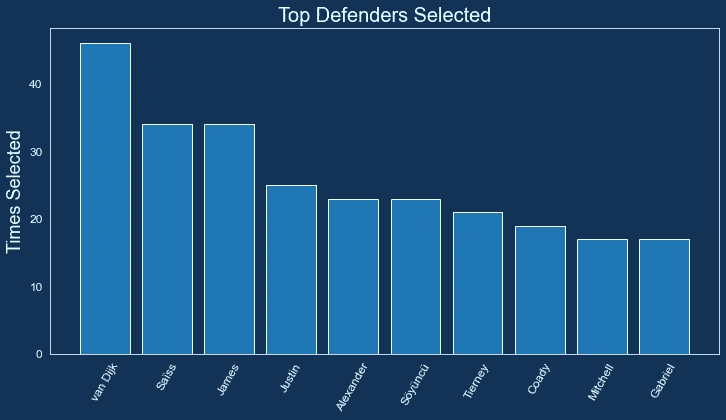 Top Defenders Selected
Times Selected
40
30
20
10
0
van Dijk
Saïss
James
Justin
Alexander
Söyüncü
Tierney
Coady
Mitchell
Gabriel